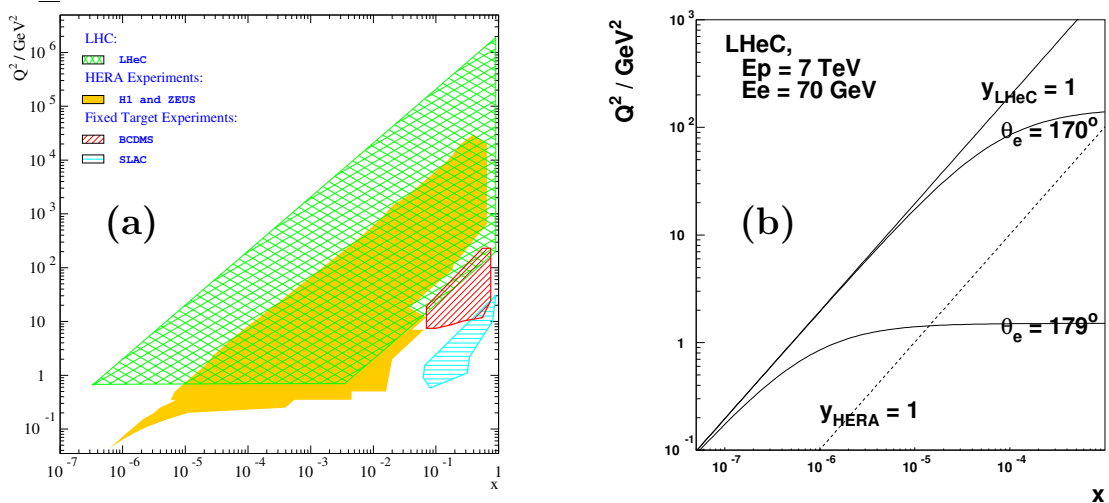 Q² / GeV²
10⁶
10⁵
10⁴
10³
10²
10
1
10⁻¹
LHC:
LHeC
HERA Experiments:
H1 and ZEUS
Fixed Target Experiments:
BCDMS
SLAC
(a)
10⁻⁷ 10⁻⁶ 10⁻⁵ 10⁻⁴ 10⁻³ 10⁻² 10⁻¹ 1
x
Q² / GeV²
10³
10²
10
1
10⁻¹
LHeC,
Ep = 7 TeV
Ee = 70 GeV
y_LHeC = 1
θ_e = 170°
(b)
θ_e = 179°
y_HERA = 1
10⁻⁷ 10⁻⁶ 10⁻⁵ 10⁻⁴
x